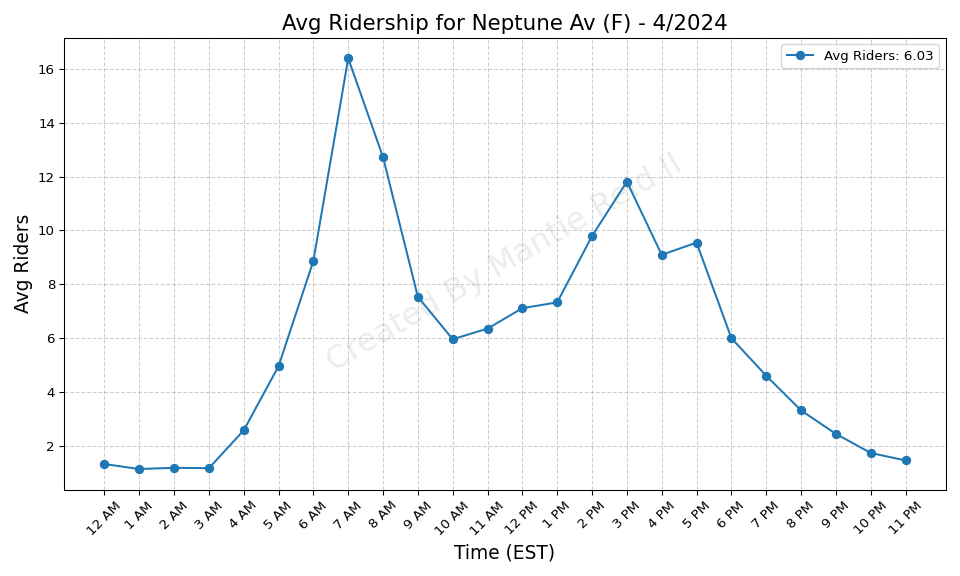 Avg Ridership for Neptune Av (F) - 4/2024
Avg Riders: 6.03
Avg Riders
16
14
12
10
8
6
4
2
Created By Mantie Reid II
12 AM
1 AM
2 AM
3 AM
4 AM
5 AM
6 AM
7 AM
8 AM
9 AM
10 AM
11 AM
12 PM
1 PM
2 PM
3 PM
4 PM
5 PM
6 PM
7 PM
8 PM
9 PM
10 PM
11 PM
Time (EST)